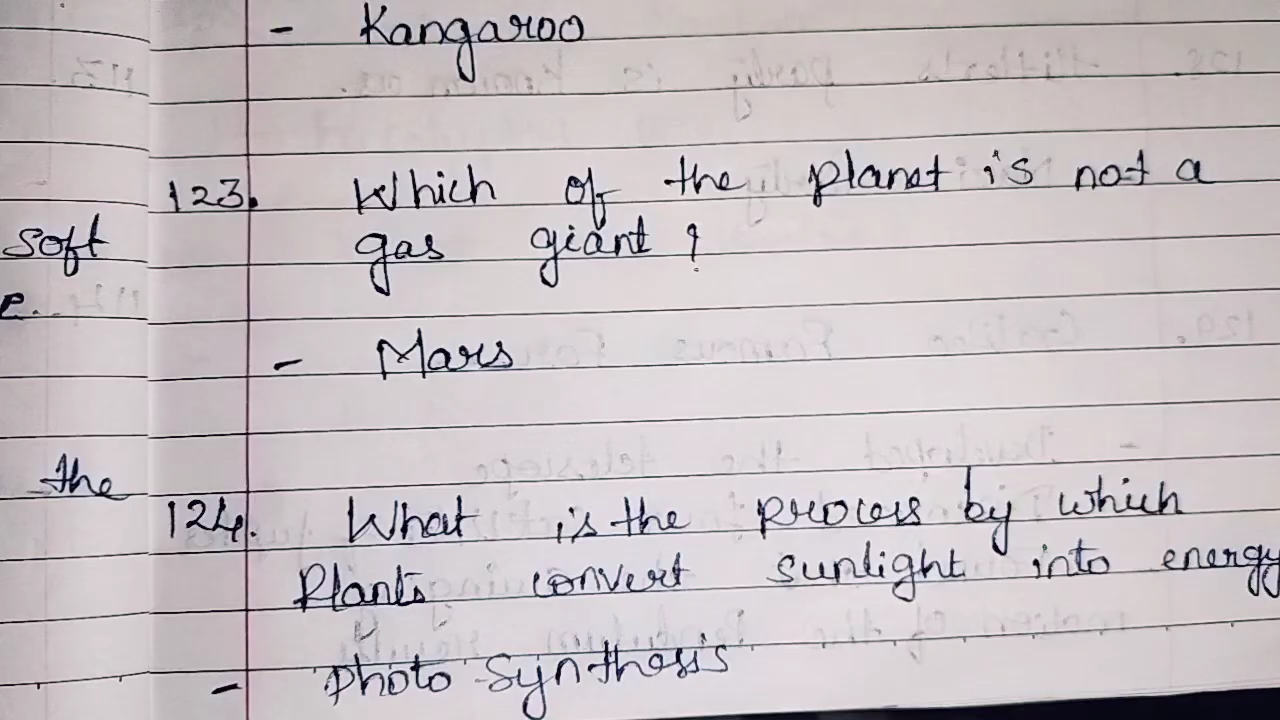 - Kangaroo
123. Which of the planet is not a
soft gas giant ?
e..
- Mars
the
124. What is the process by which
Plants convert sunlight into energy
- Photo synthesis